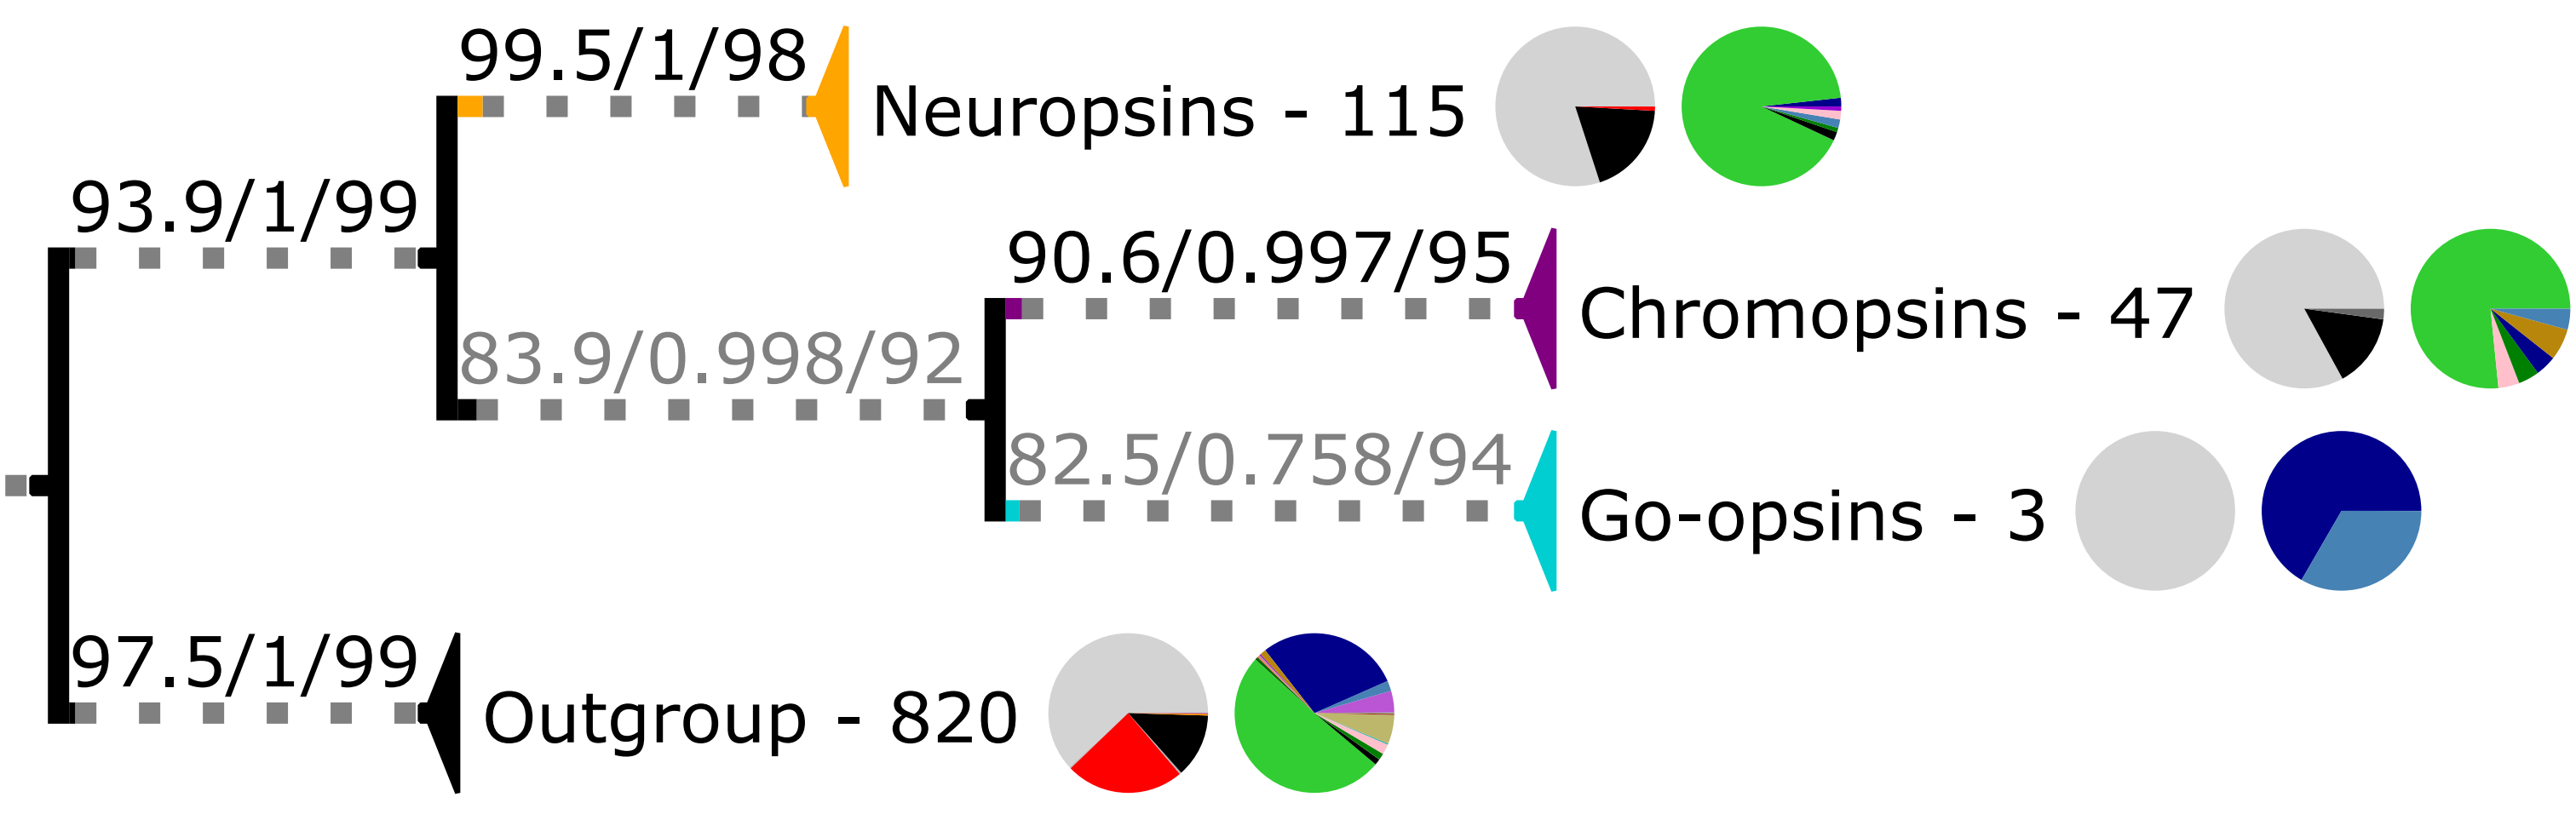 99.5/1/98
Neuropsins - 115
93.9/1/99
90.6/0.997/95
Chromopsins - 47
83.9/0.998/92
82.5/0.758/94
Go-opsins - 3
97.5/1/99
Outgroup - 820